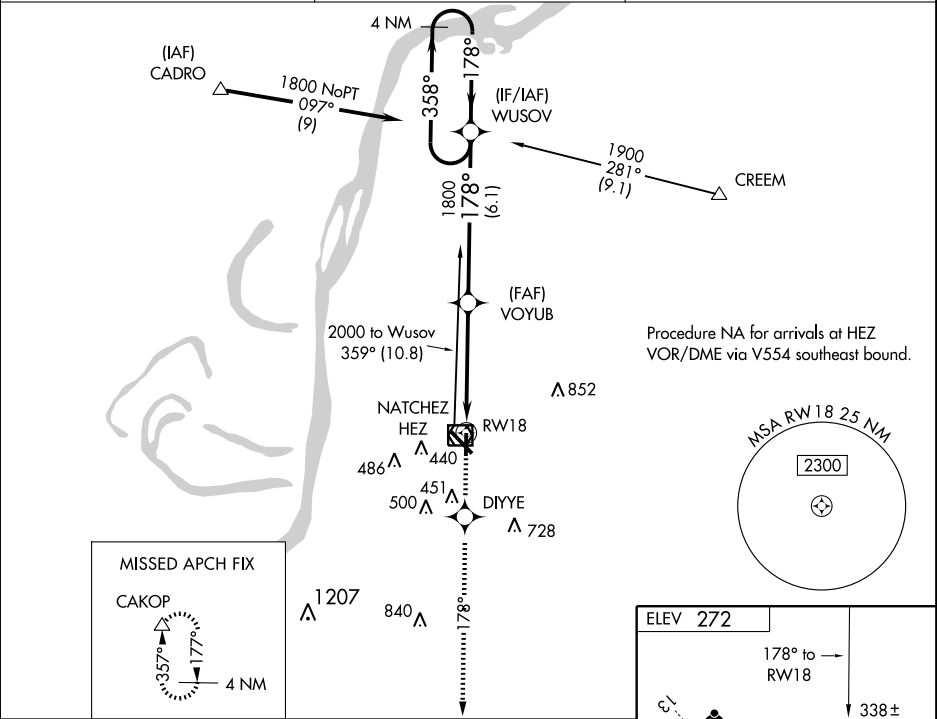 4 NM
358°
178°
(IAF)
CADRO
1800 NoPT
097°
(9)
(IF/IAF)
WUSOV
1900
281°
(9.1)
CREEM
1800
178°
(6.1)
(FAF)
VOYUB
2000 to Wusov
359° (10.8)
Procedure NA for arrivals at HEZ
VOR/DME via V554 southeast bound.
852
NATCHEZ
HEZ
RW18
440
486
451
500
DIYYE
728
MSA RW18 25 NM
2300
MISSED APCH FIX
CAKOP
357°
177°
4 NM
1207
840
178°
ELEV 272
178° to
RW18
13
338±